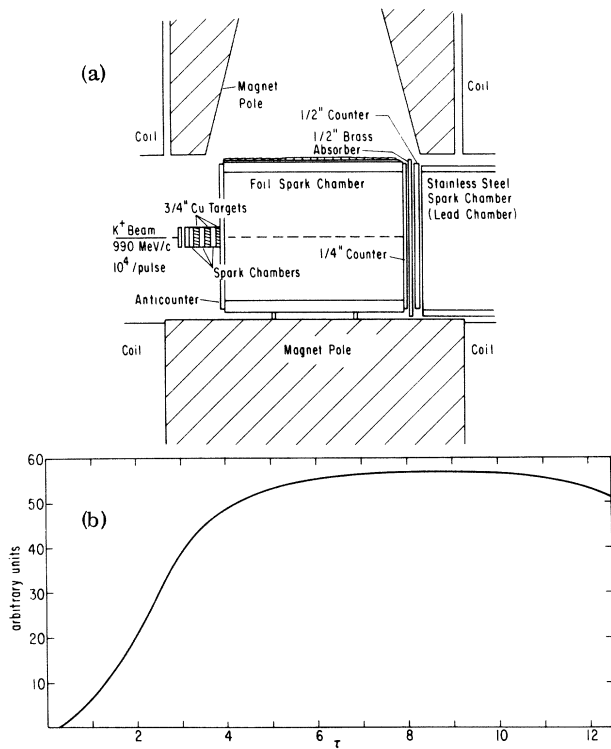 (a)
Magnet
Pole
Coil
Coil
1/2" Counter
1/2" Brass
Absorber
Foil Spark Chamber
Stainless Steel
Spark Chamber
(Lead Chamber)
3/4" Cu Targets
K+ Beam
990 MeV/c
10^4/pulse
1/4" Counter
Spark Chambers
Anticounter
Coil
Magnet Pole
Coil
(b)
arbitrary units
60
50
40
30
20
10
2
4
6
8
10
12
τ